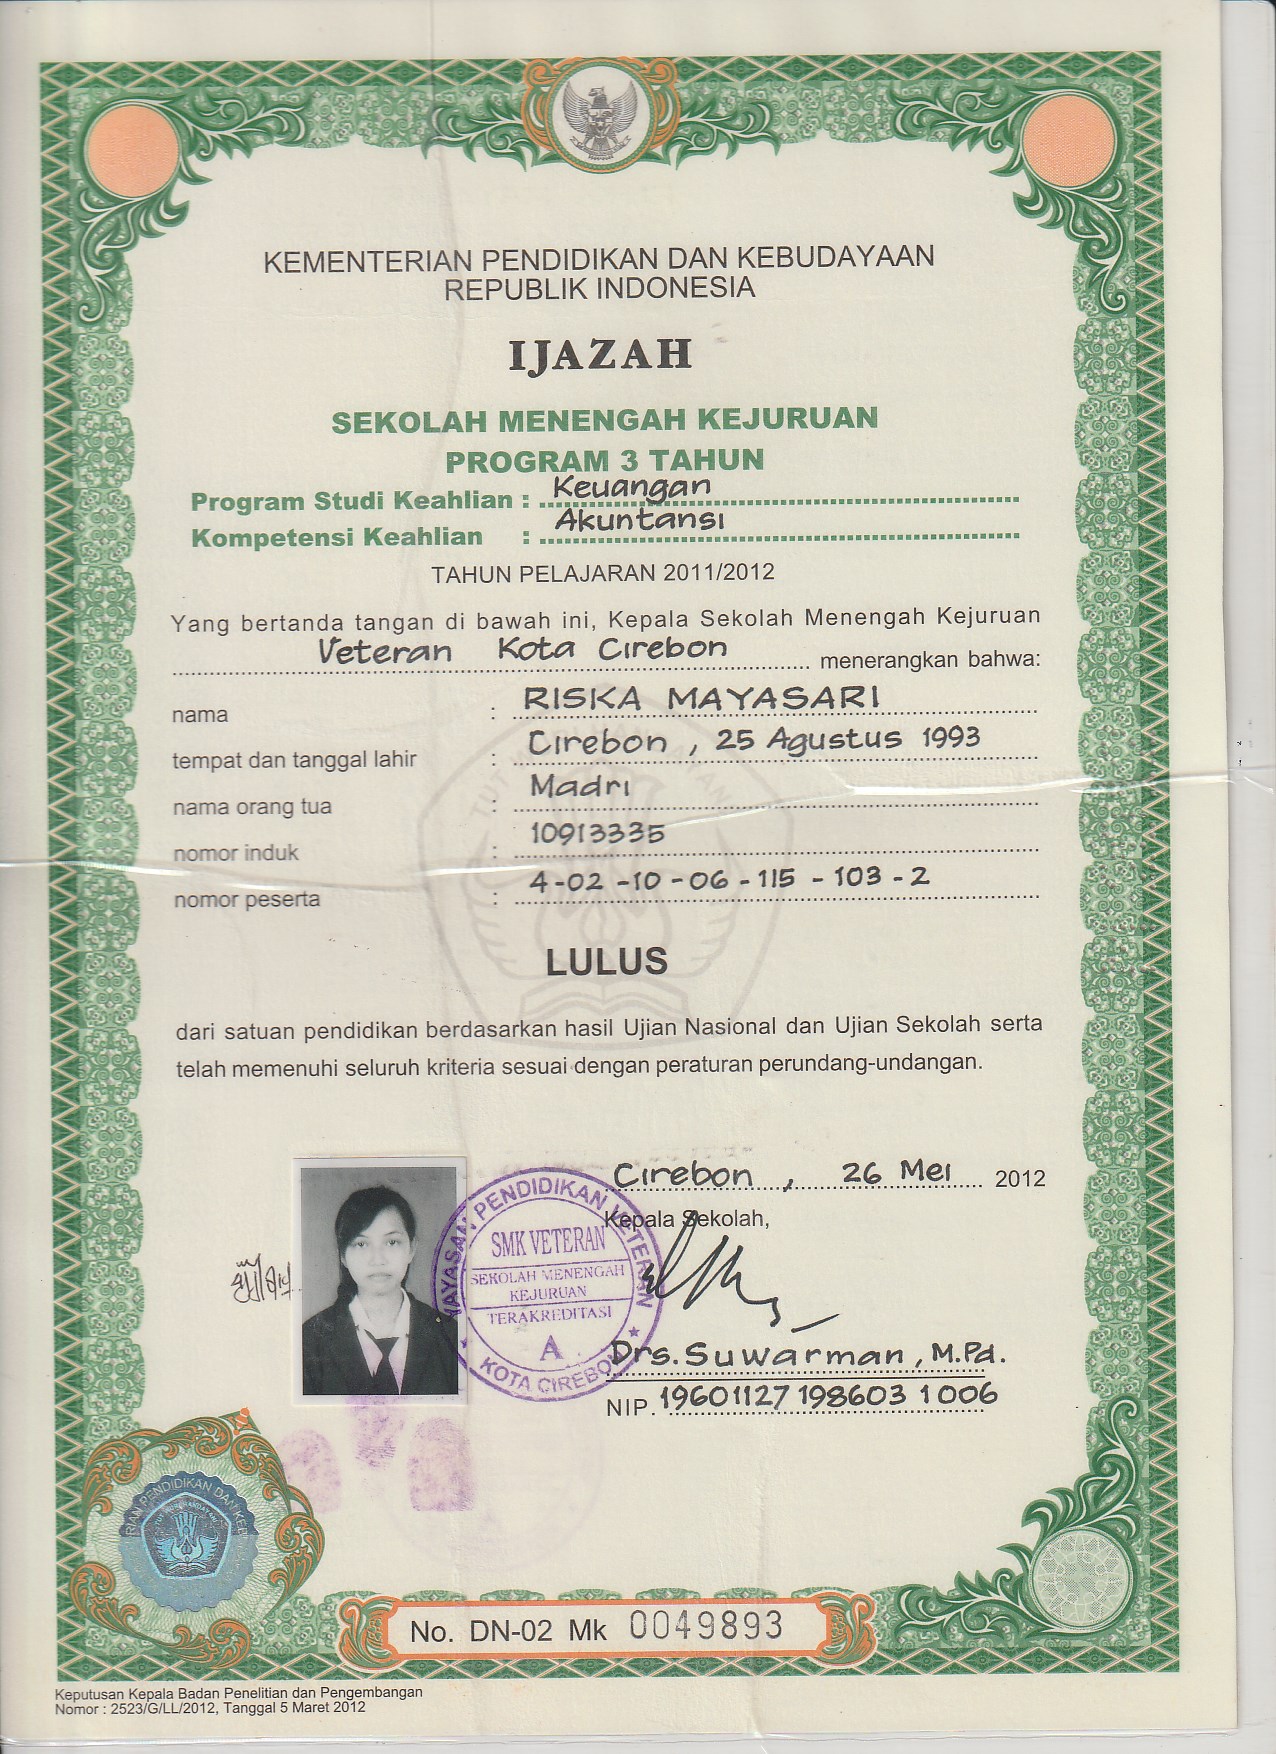 KEMENTERIAN PENDIDIKAN DAN KEBUDAYAAN
REPUBLIK INDONESIA
IJAZAH
SEKOLAH MENENGAH KEJURUAN
PROGRAM 3 TAHUN
Program Studi Keahlian : Keuangan
Kompetensi Keahlian : Akuntansi
TAHUN PELAJARAN 2011/2012
Yang bertanda tangan di bawah ini, Kepala Sekolah Menengah Kejuruan
Veteran Kota Cirebon menerangkan bahwa:
nama : RISKA MAYASARI
tempat dan tanggal lahir : Cirebon, 25 Agustus 1993
nama orang tua : Madri
nomor induk : 10913335
nomor peserta : 4-02-10-06-115-103-2
LULUS
dari satuan pendidikan berdasarkan hasil Ujian Nasional dan Ujian Sekolah serta
telah memenuhi seluruh kriteria sesuai dengan peraturan perundang-undangan.
Cirebon, 26 Mei 2012
Kepala Sekolah,
YAYASAN PENDIDIKAN VETERAN
SMK VETERAN
SEKOLAH MENENGAH
KEJURUAN
TERAKREDITASI
A
KOTA CIREBON
Drs. Suwarman, M.Pd.
NIP. 19601127 198603 1 006
No. DN-02 Mk 0049893
Keputusan Kepala Badan Penelitian dan Pengembangan
Nomor : 2523/G/LL/2012, Tanggal 5 Maret 2012